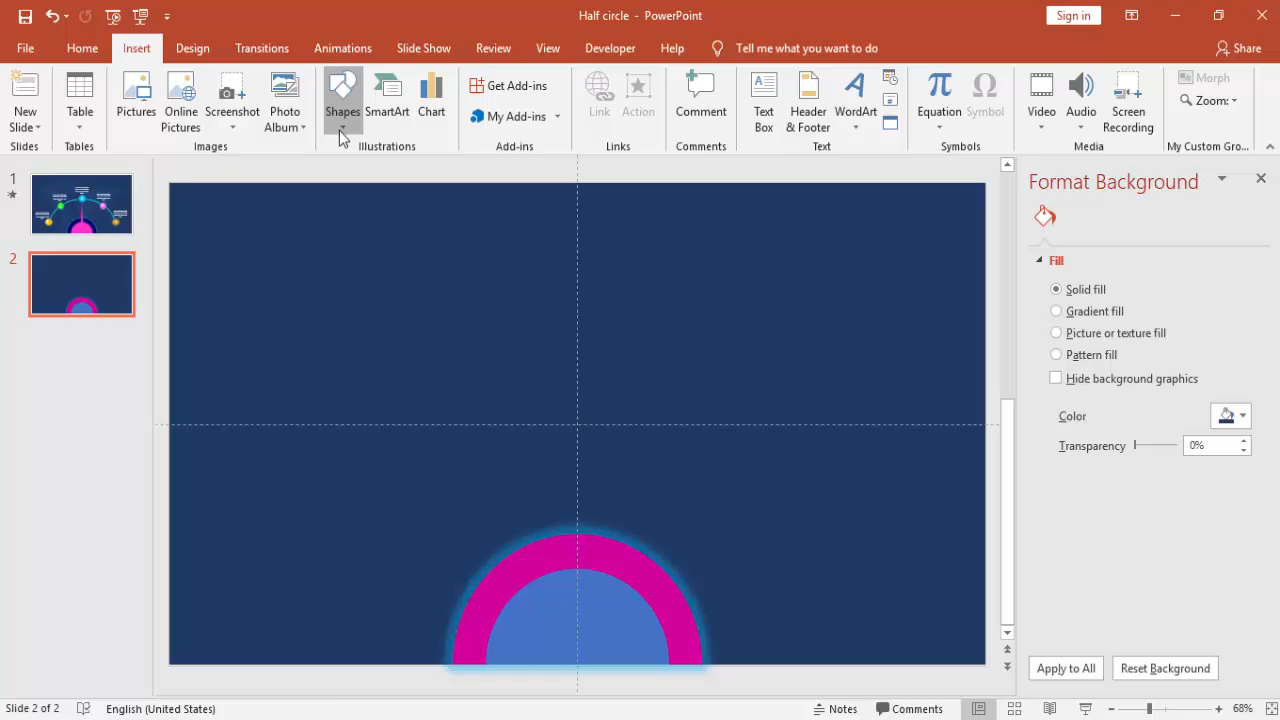 Half circle - PowerPoint
Sign in
File Home Insert Design Transitions Animations Slide Show Review View Developer Help Tell me what you want to do Share
New Slide
Table
Pictures
Online Pictures
Screenshot
Photo Album
Shapes
SmartArt
Chart
Get Add-ins
My Add-ins
Link
Action
Comment
Text Box
Header & Footer
WordArt
Equation
Symbol
Video
Audio
Screen Recording
Morph
Zoom:
Slides Tables Images Illustrations Add-ins Links Comments Text Symbols Media My Custom Gro...
1
2
Format Background
Fill
Solid fill
Gradient fill
Picture or texture fill
Pattern fill
Hide background graphics
Color
Transparency 0%
Apply to All Reset Background
Slide 2 of 2 English (United States) Notes Comments 68%